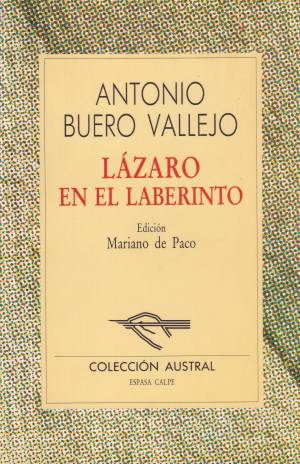 ANTONIO
BUERO VALLEJO
LÁZARO
EN EL LABERINTO
Edición
Mariano de Paco
COLECCIÓN AUSTRAL
ESPASA CALPE